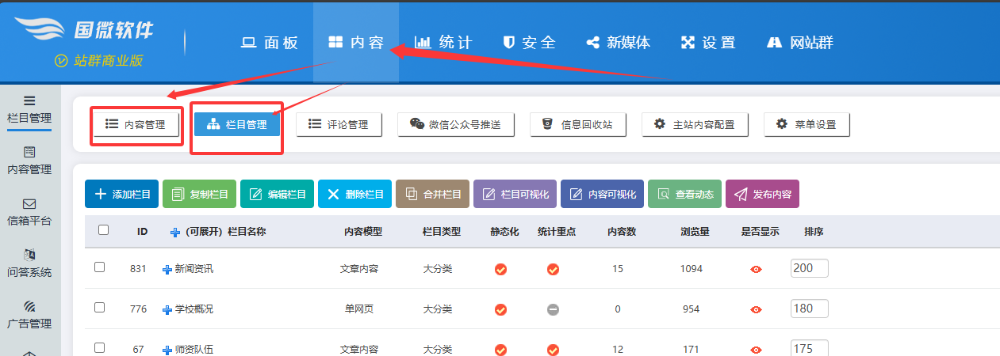 国微软件
站群商业版
面板 内容 统计 安全 新媒体 设置 网站群
栏目管理
内容管理
信箱平台
问答系统
广告管理
内容管理 栏目管理 评论管理 微信公众号推送 信息回收站 主站内容配置 菜单设置
添加栏目 复制栏目 编辑栏目 删除栏目 合并栏目 栏目可视化 内容可视化 查看动态 发布内容
ID (可展开) 栏目名称 内容模型 栏目类型 静态化 统计重点 内容数 浏览量 是否显示 排序
831 新闻资讯 文章内容 大分类 15 1094 200
776 学校概况 单网页 大分类 0 954 180
67 师资队伍 文章内容 大分类 12 171 175